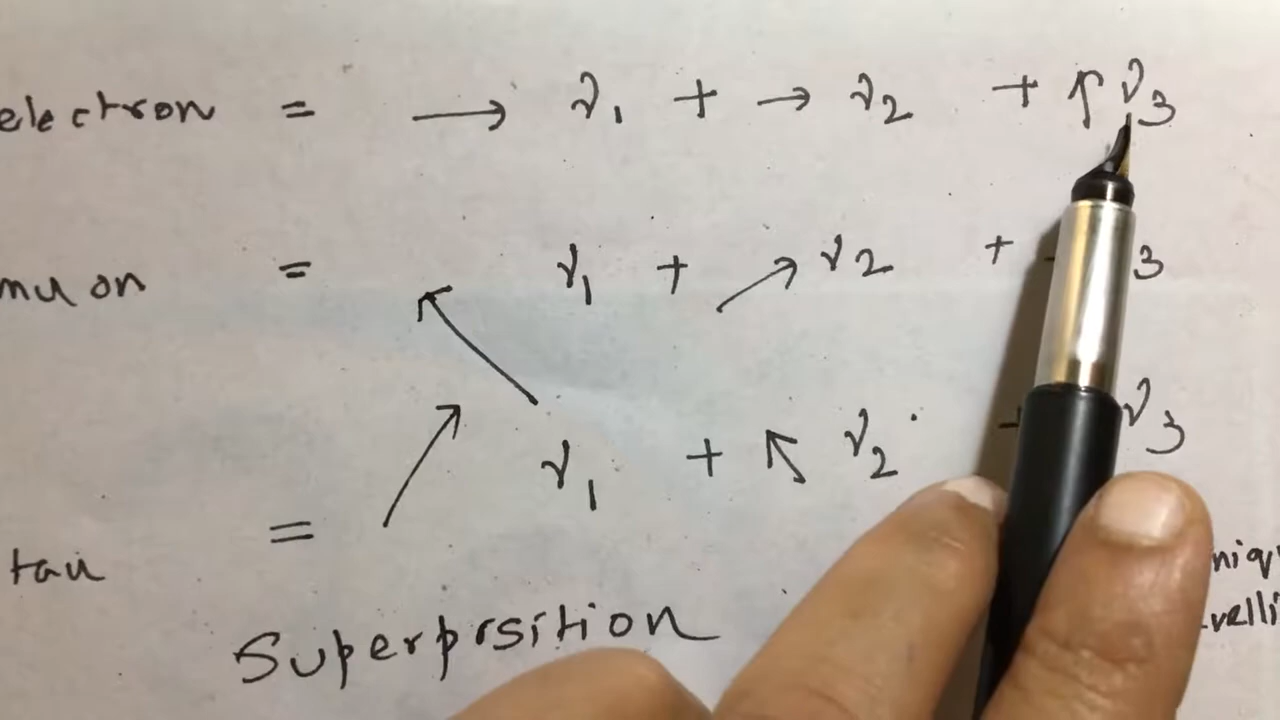 electron = → ν₁ + → ν₂ + ↑ ν₃
muon = ↖ ν₁ + ↗ ν₂ + 3
tau = ↗ ν₁ + ↖ ν₂ ν₃
Superposition